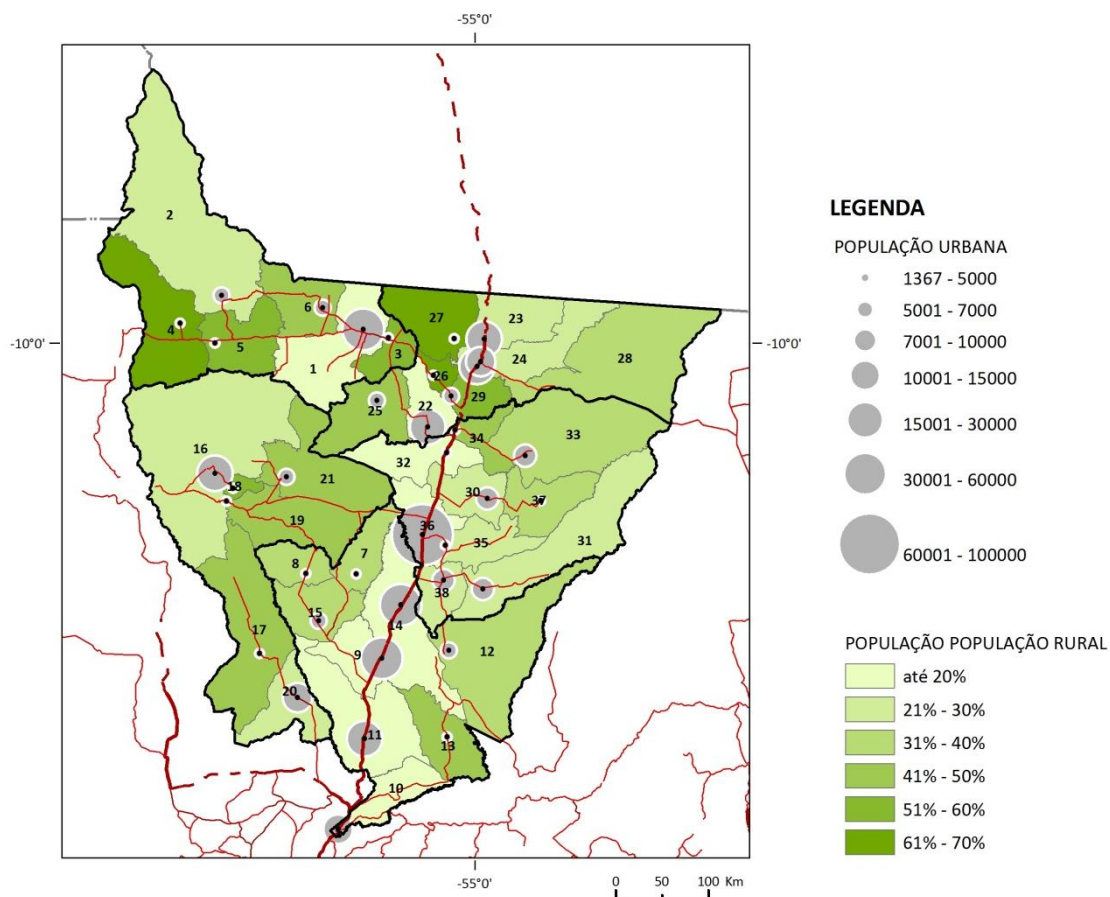 -55°0'
-10°0'
-10°0'
2
4
5
6
1
3
27
23
24
28
26
29
25
22
34
33
32
16
18
21
19
30
37
36
35
31
7
8
38
15
14
17
9
12
20
11
13
10
-55°0'
0 50 100 Km
LEGENDA
POPULAÇÃO URBANA
1367 - 5000
5001 - 7000
7001 - 10000
10001 - 15000
15001 - 30000
30001 - 60000
60001 - 100000
POPULAÇÃO POPULAÇÃO RURAL
até 20%
21% - 30%
31% - 40%
41% - 50%
51% - 60%
61% - 70%